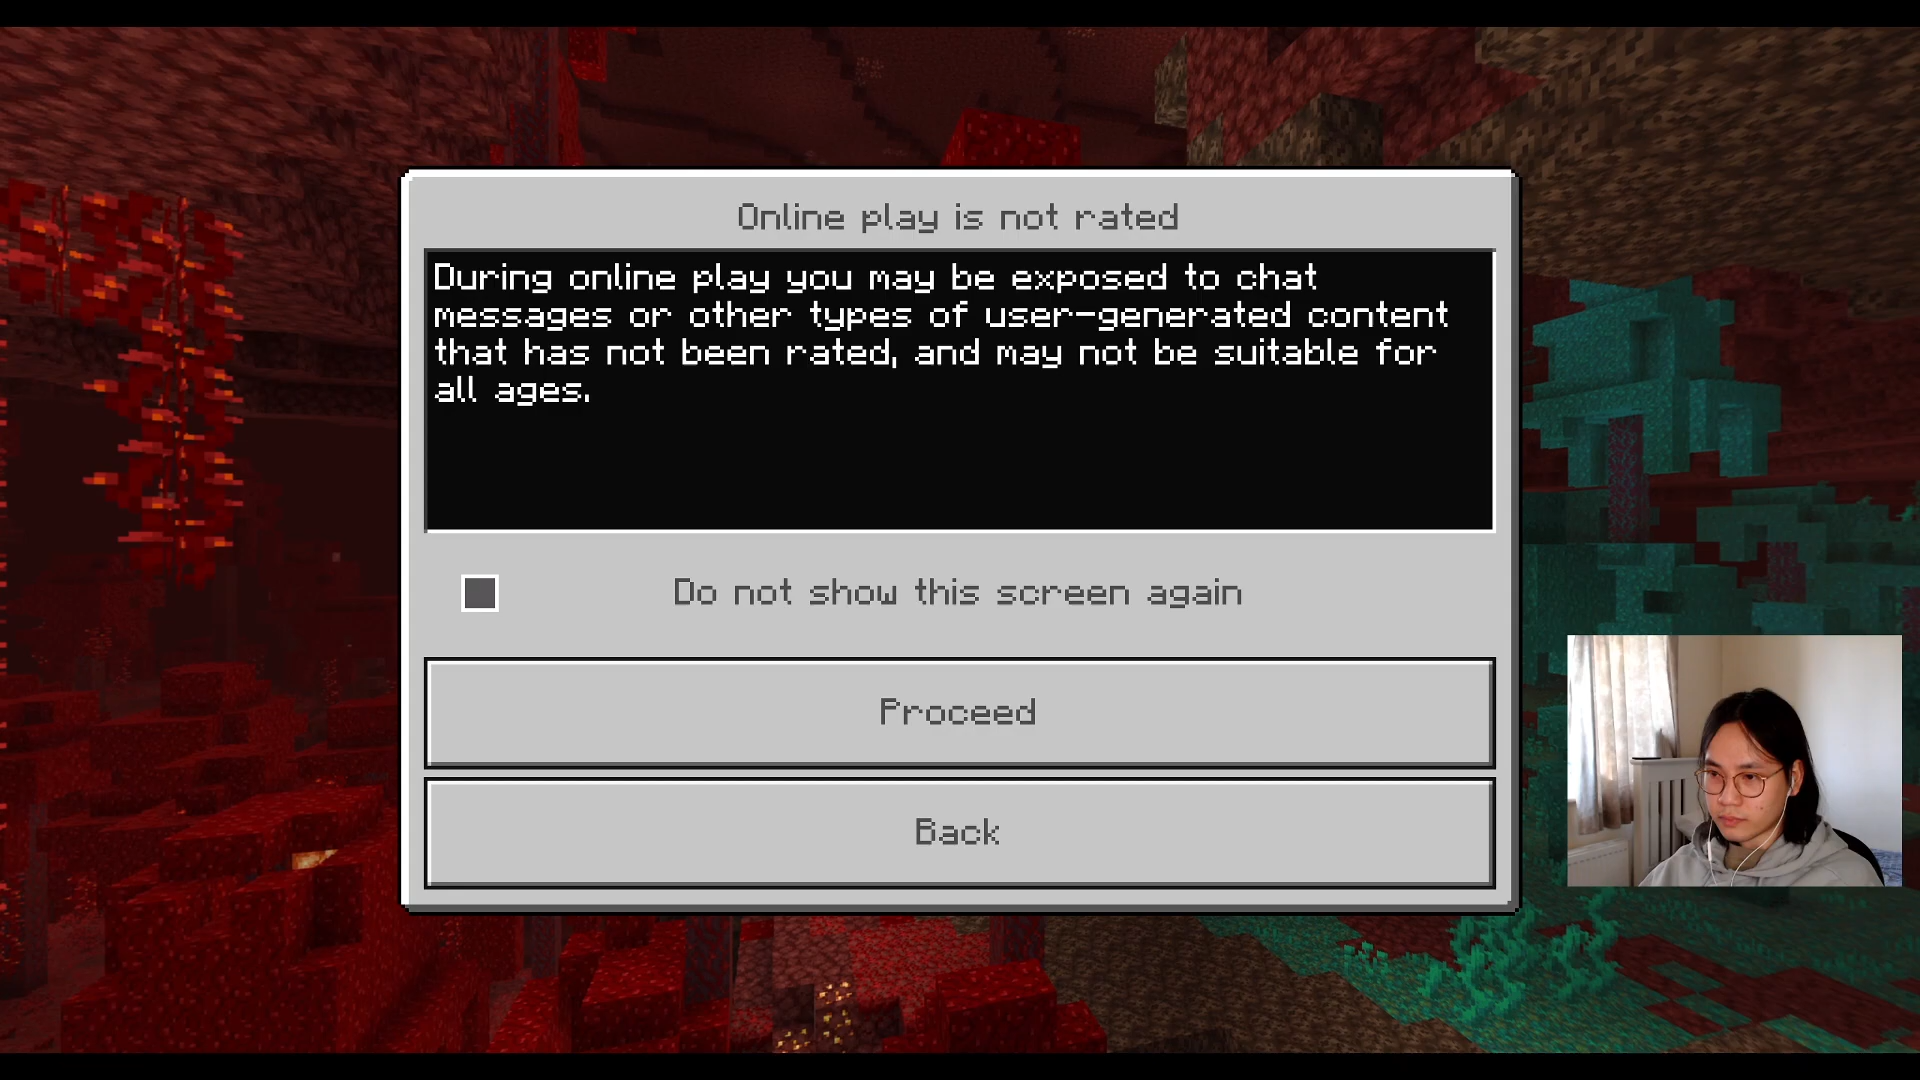 Online play is not rated
During online play you may be exposed to chat
messages or other types of user-generated content
that has not been rated, and may not be suitable for
all ages.
Do not show this screen again
Proceed
Back